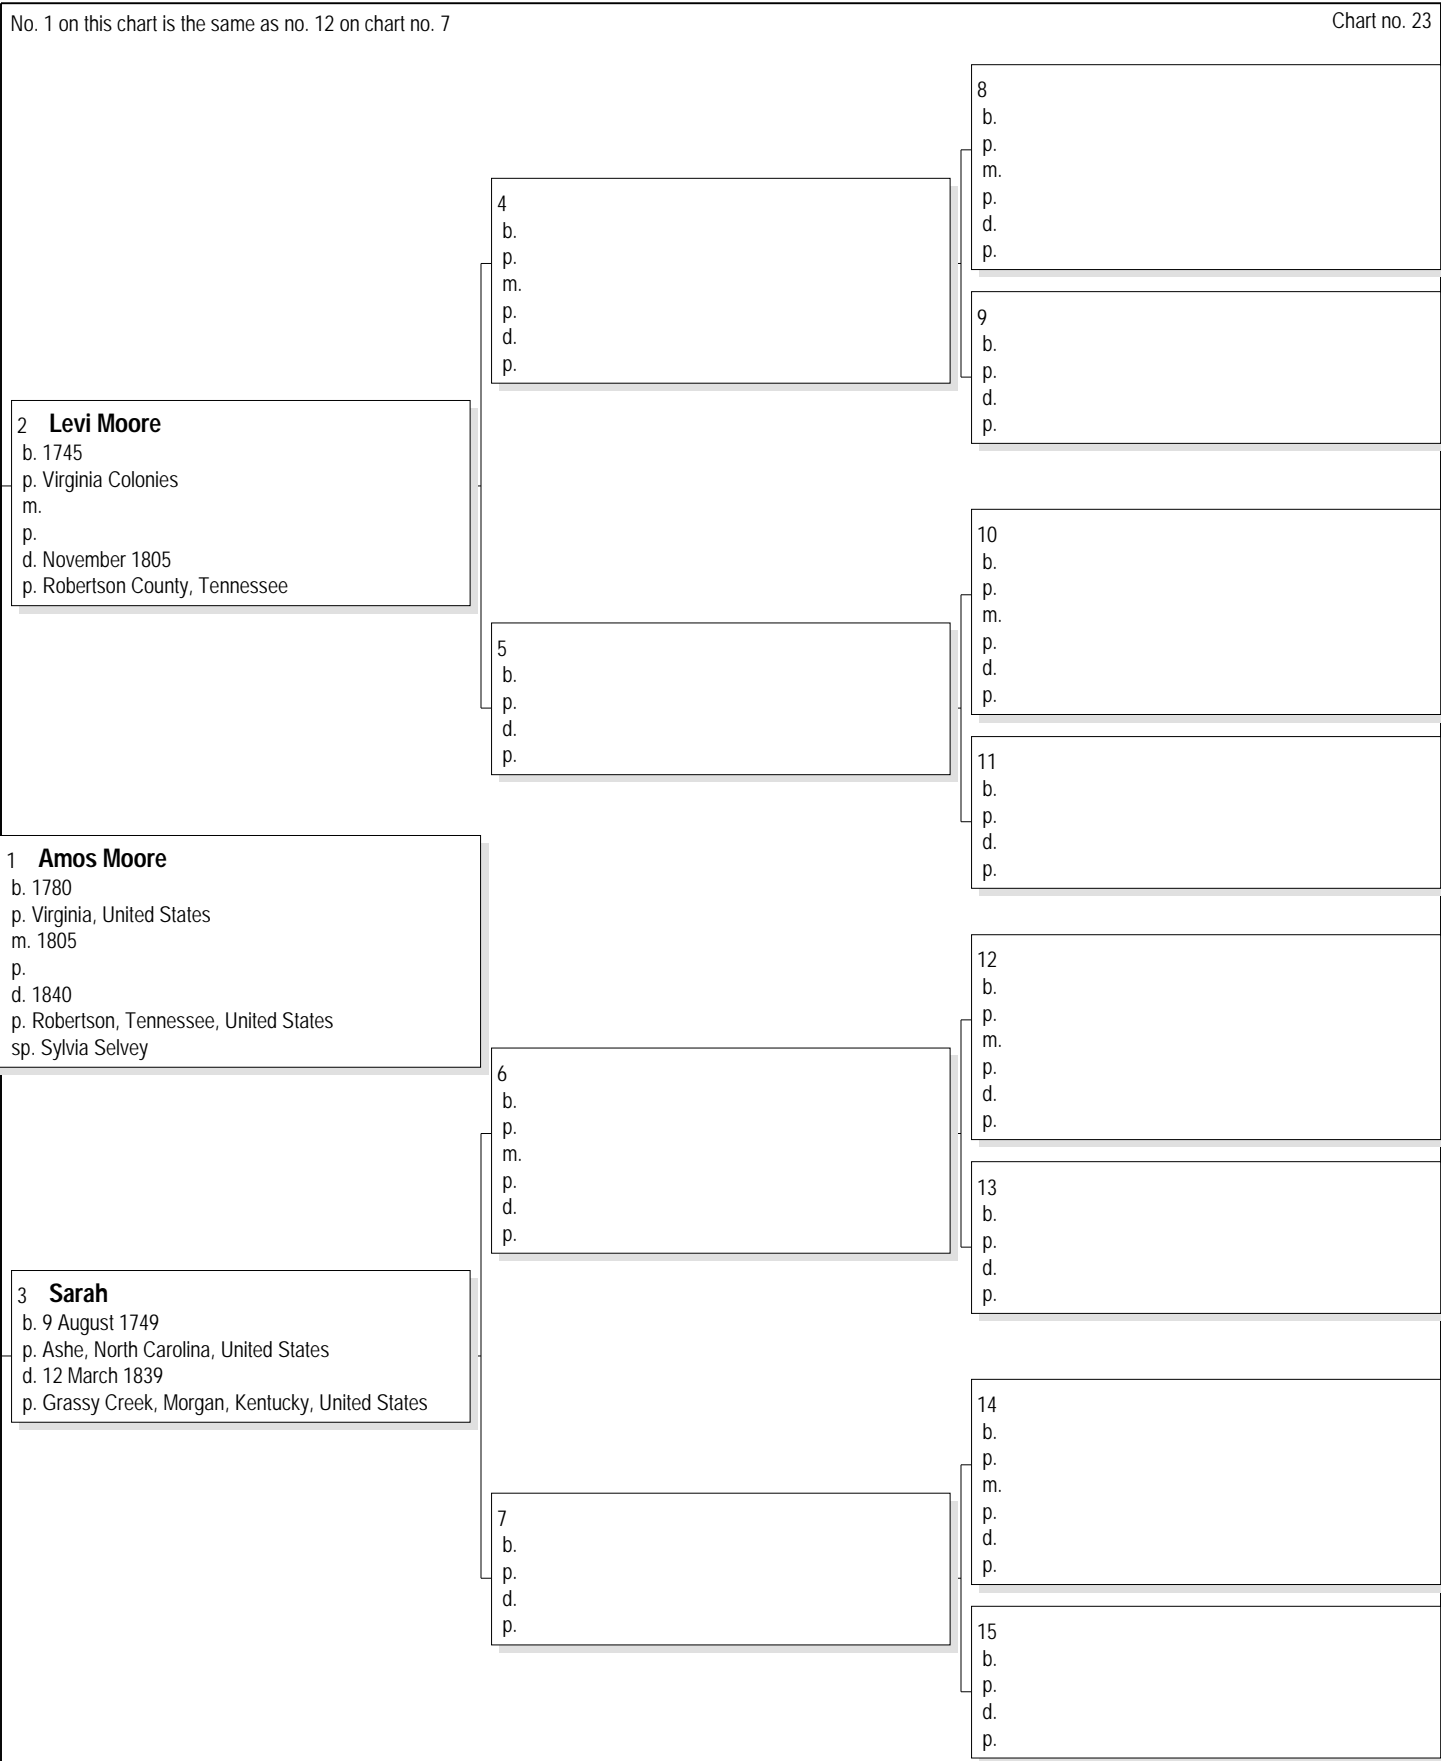 No. 1 on this chart is the same as no. 12 on chart no. 7
Chart no. 23
8
b.
p.
m.
p.
d.
p.
4
b.
p.
m.
p.
d.
p.
9
b.
p.
d.
p.
2 Levi Moore
b. 1745
p. Virginia Colonies
m.
p.
d. November 1805
p. Robertson County, Tennessee
10
b.
p.
m.
p.
d.
p.
5
b.
p.
d.
p.
11
b.
p.
d.
p.
1 Amos Moore
b. 1780
p. Virginia, United States
m. 1805
p.
d. 1840
p. Robertson, Tennessee, United States
sp. Sylvia Selvey
12
b.
p.
m.
p.
d.
p.
6
b.
p.
m.
p.
d.
p.
13
b.
p.
d.
p.
3 Sarah
b. 9 August 1749
p. Ashe, North Carolina, United States
d. 12 March 1839
p. Grassy Creek, Morgan, Kentucky, United States
14
b.
p.
m.
p.
d.
p.
7
b.
p.
d.
p.
15
b.
p.
d.
p.